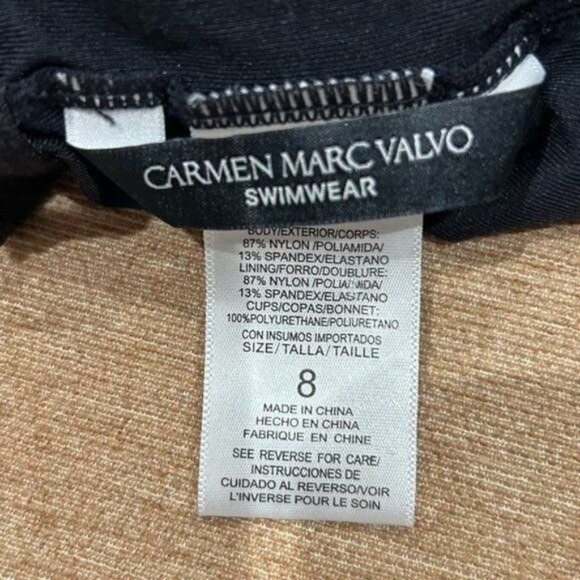 CARMEN MARC VALVO
SWIMWEAR
BODY/EXTERIOR/CORPS:
87% NYLON/POLIAMIDA/
13% SPANDEX/ELASTANO
LINING/FORRO/DOUBLURE:
87% NYLON/POLIAMIDA/
13% SPANDEX/ELASTANO
CUPS/COPAS/BONNET:
100%POLYURETHANE/POLIURETANO
CON INSUMOS IMPORTADOS
SIZE/TALLA/TAILLE
8
MADE IN CHINA
HECHO EN CHINA
FABRIQUE EN CHINE
SEE REVERSE FOR CARE/
INSTRUCCIONES DE
CUIDADO AL REVERSO/VOIR
L'INVERSE POUR LE SOIN